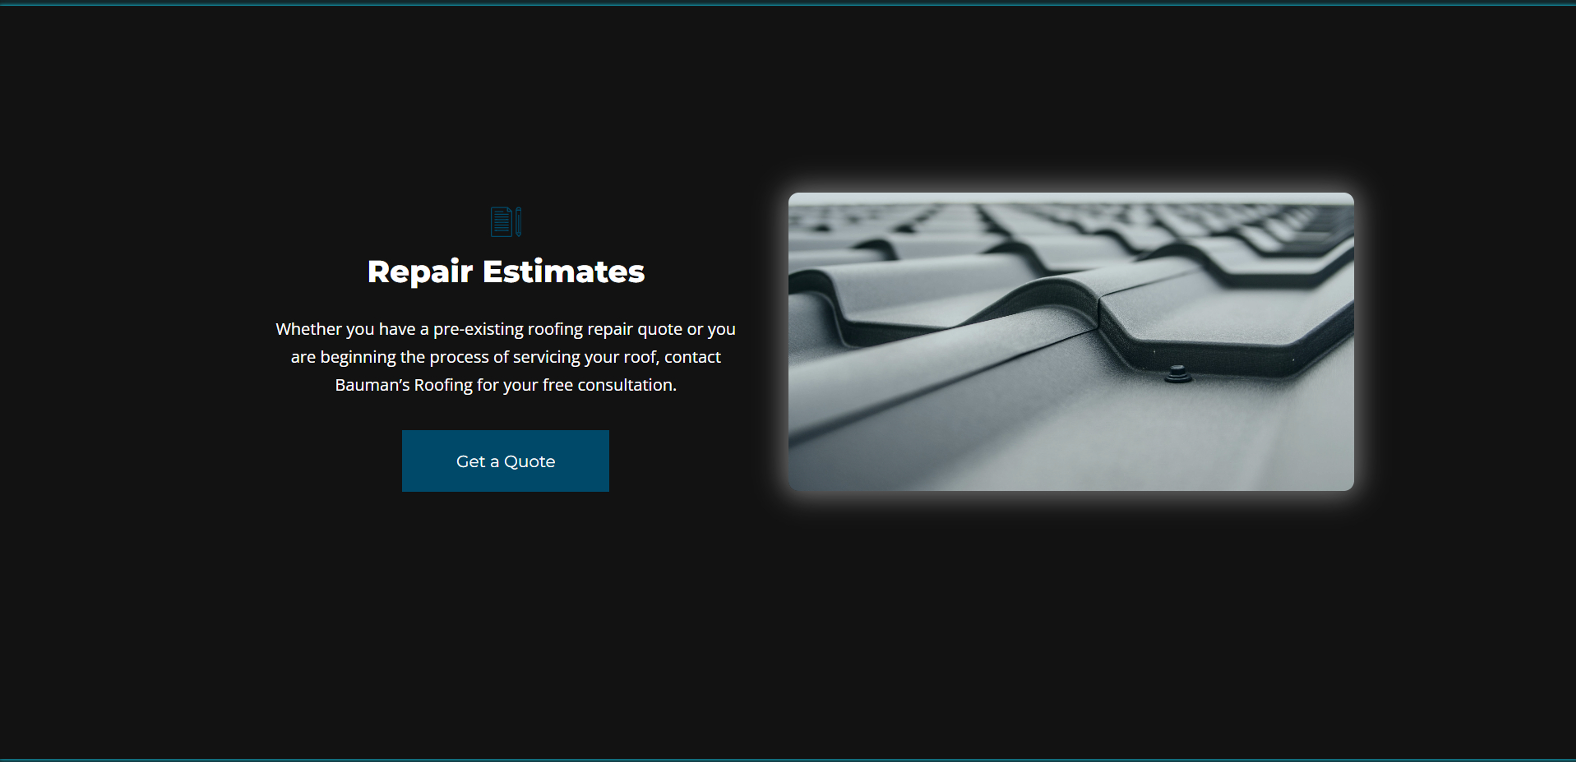 Repair Estimates
Whether you have a pre-existing roofing repair quote or you
are beginning the process of servicing your roof, contact
Bauman’s Roofing for your free consultation.
Get a Quote